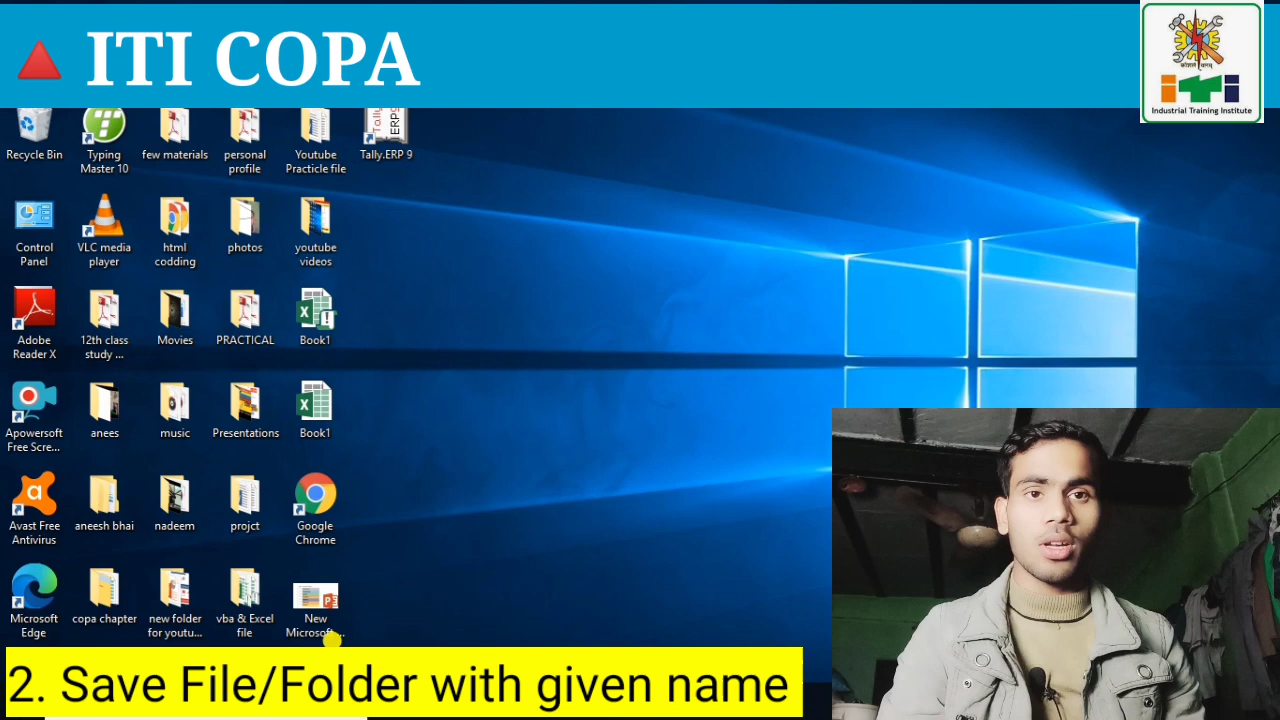 ITI COPA
कौशलम् बलम्
iTi
Industrial Training Institute
Recycle Bin
Typing Master 10
few materials
personal profile
Youtube Practicle file
Tally.ERP 9
Control Panel
VLC media player
html codding
photos
youtube videos
Adobe Reader X
12th class study ...
Movies
PRACTICAL
Book1
Apowersoft Free Scre...
anees
music
Presentations
Book1
Avast Free Antivirus
aneesh bhai
nadeem
projct
Google Chrome
Microsoft Edge
copa chapter
new folder for youtu...
vba & Excel file
New Microsoft ...
2. Save File/Folder with given name